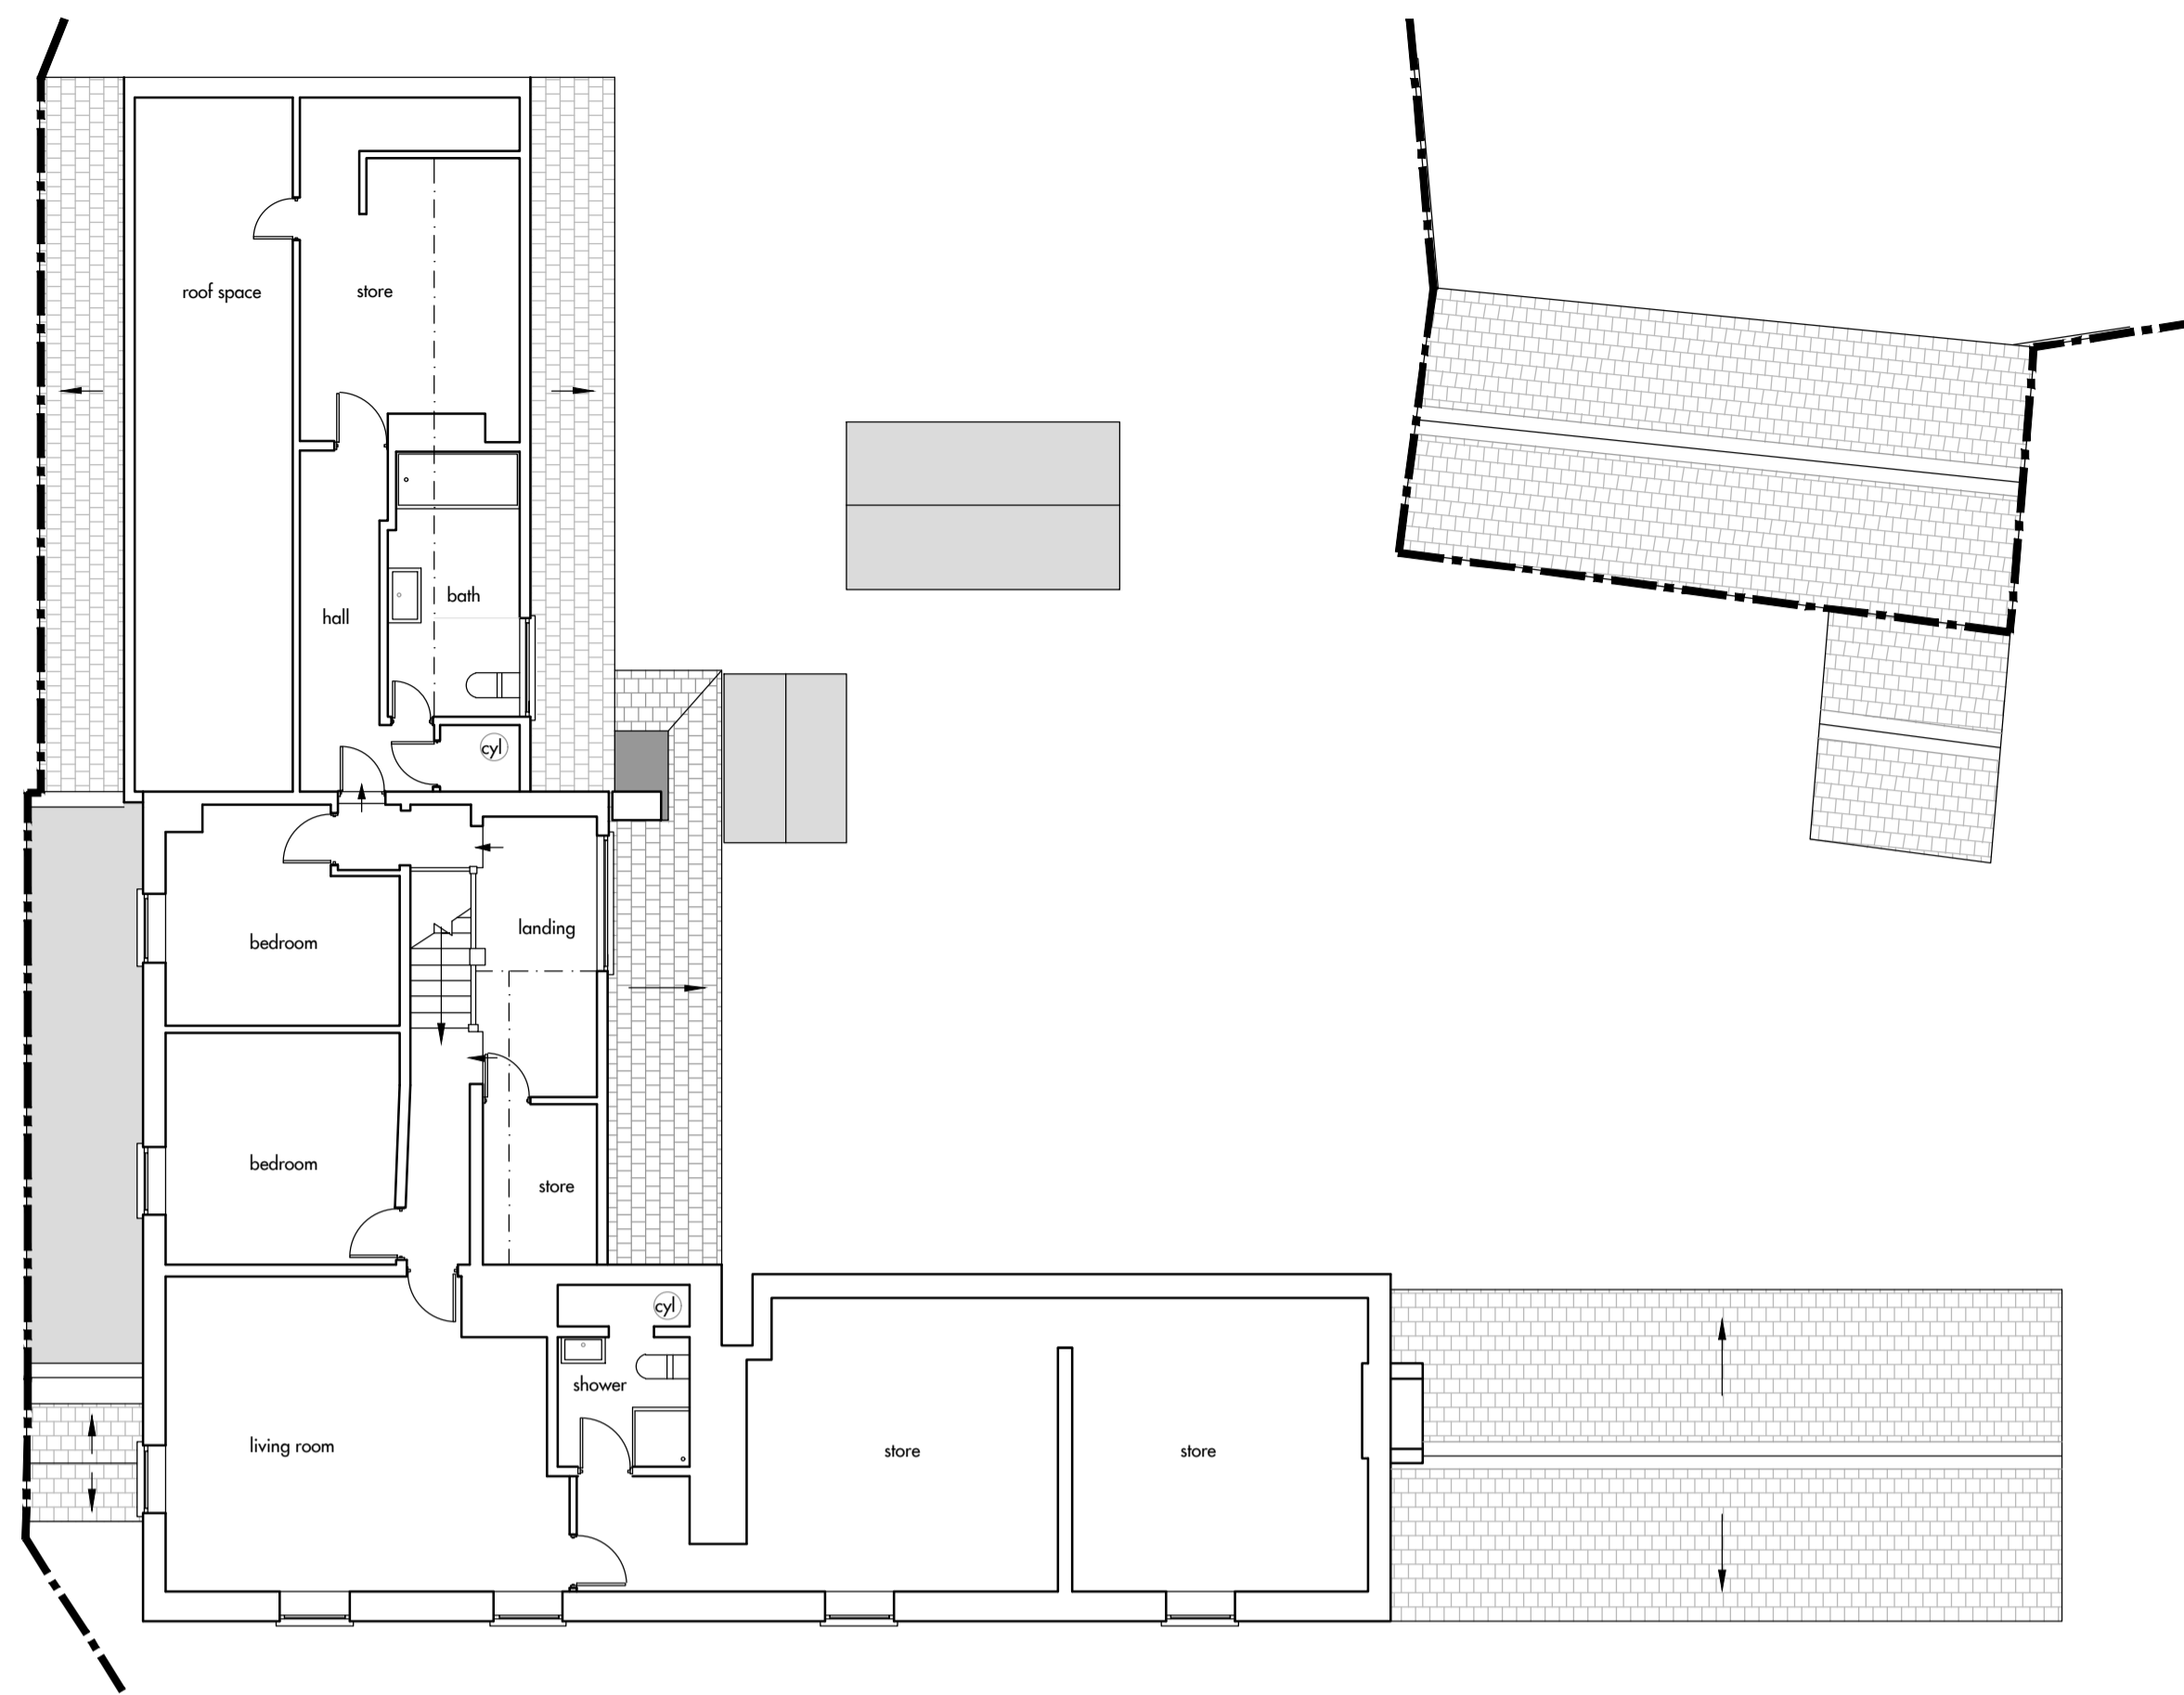 roof space
store
hall
bath
cyl
bedroom
landing
bedroom
store
cyl
shower
living room
store
store